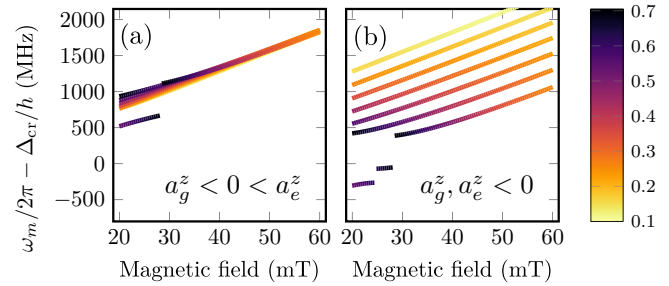 ω_m/2π − Δ_cr/h (MHz)
2000
1500
1000
500
0
−500
(a)
a_g^z < 0 < a_e^z
20 30 40 50 60
Magnetic field (mT)
(b)
a_g^z, a_e^z < 0
20 30 40 50 60
Magnetic field (mT)
0.7
0.6
0.5
0.4
0.3
0.2
0.1